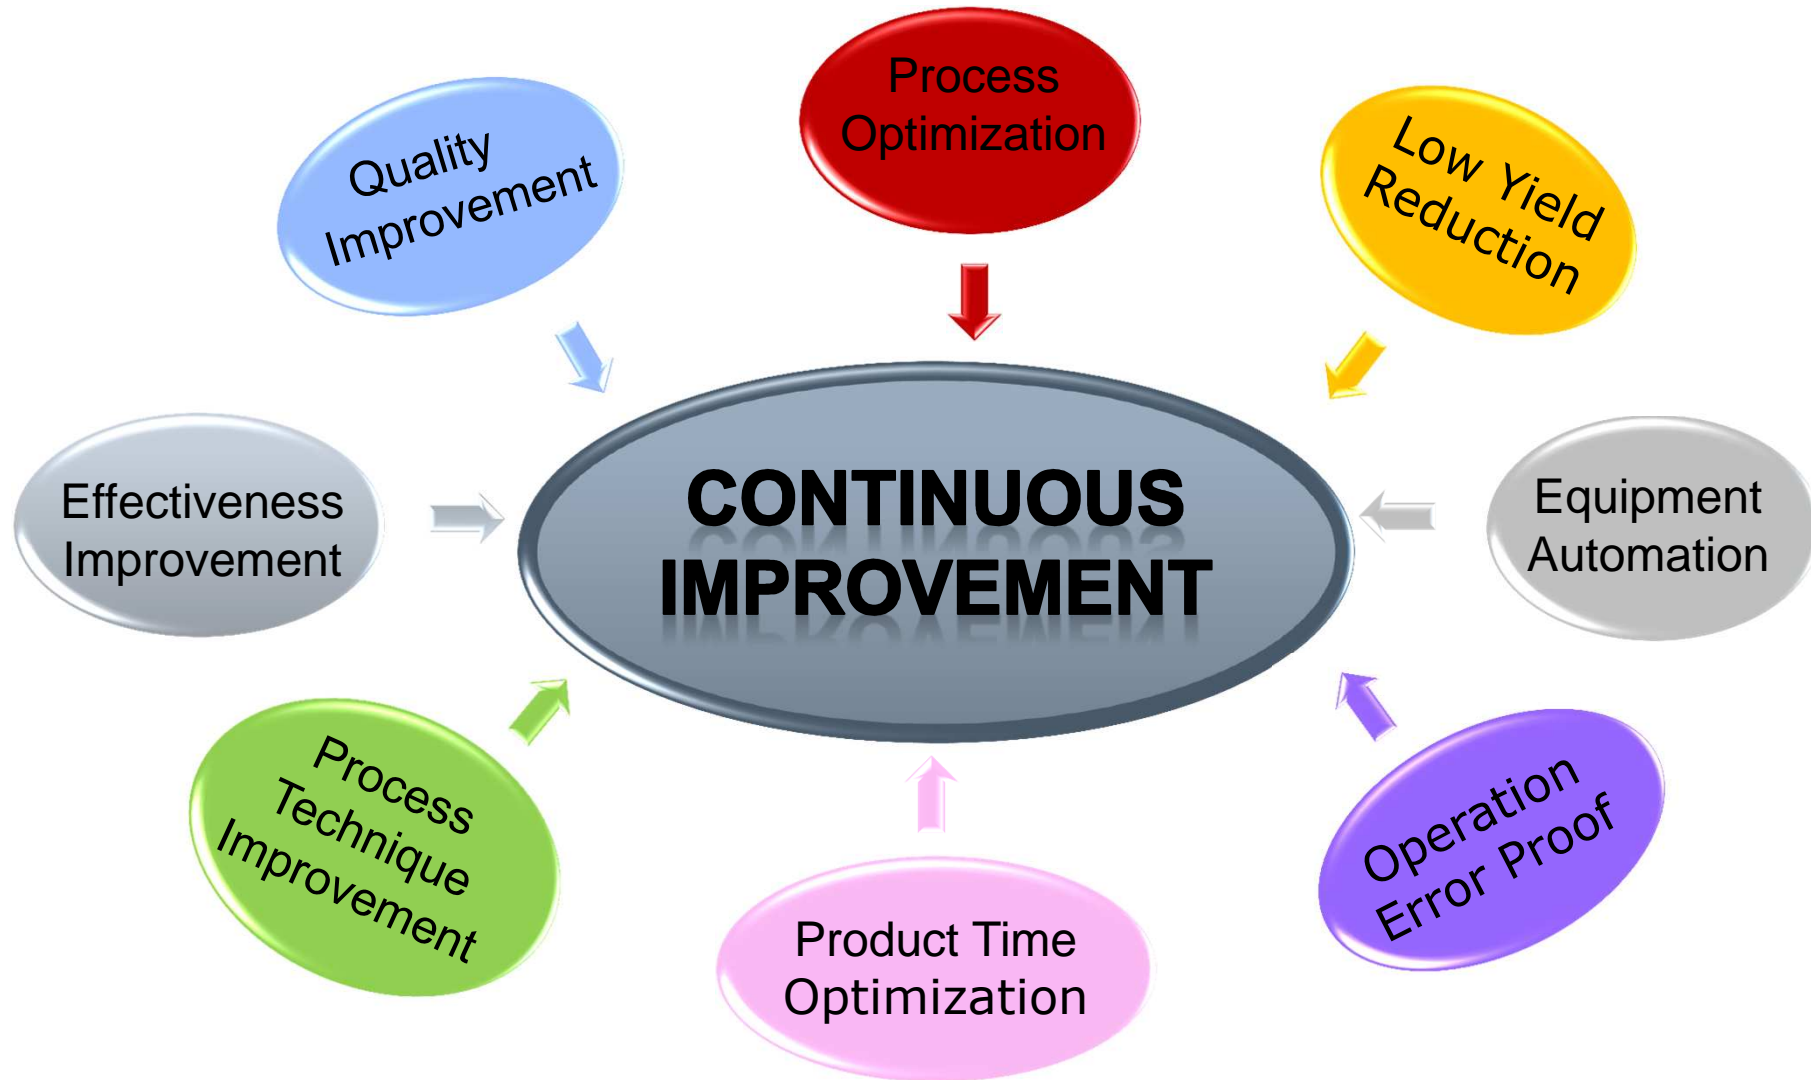 Process
Optimization
Quality
Improvement
Low Yield
Reduction
Effectiveness
Improvement
CONTINUOUS
IMPROVEMENT
Equipment
Automation
Process
Technique
Improvement
Product Time
Optimization
Operation
Error Proof